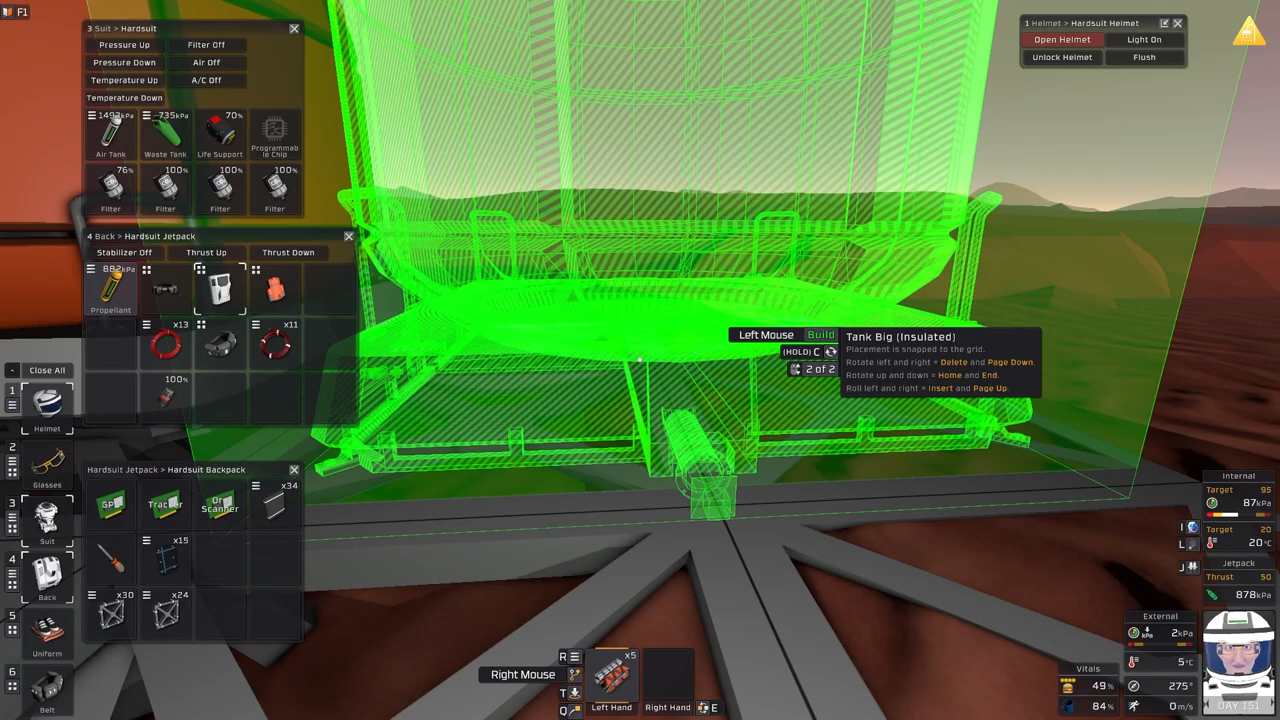 F1
3 Suit > Hardsuit
Pressure Up
Filter Off
Pressure Down
Air Off
Temperature Up
A/C Off
Temperature Down
735kPa
70%
Air Tank
Waste Tank
Life Support
Programmab
le Chip
76%
100%
100%
100%
Filter
Filter
Filter
Filter
4 Back > Hardsuit Jetpack
Stabilizer Off
Thrust Up
Thrust Down
882kPa
Propellant
x13
x11
100%
Close All
1
Helmet
2
Glasses
3
Suit
4
Back
5
Uniform
6
Belt
Hardsuit Jetpack > Hardsuit Backpack
GPS
Tracker
Ore
Scanner
x34
x15
x30
x24
1 Helmet > Hardsuit Helmet
Open Helmet
Light On
Unlock Helmet
Flush
Left Mouse
Build
(HOLD) C
2 of 2
Tank Big (Insulated)
Placement is snapped to the grid.
Rotate left and right = Delete and Page Down.
Rotate up and down = Home and End.
Roll left and right = Insert and Page Up.
Right Mouse
R
T
Q
x5
Left Hand
Right Hand
E
Internal
Target 95
87kPa
Target 20
20°C
I
L
J
Jetpack
Thrust 50
878kPa
External
kPa
2kPa
5°C
275°
0m/s
Vitals
49%
84%
DAY 151